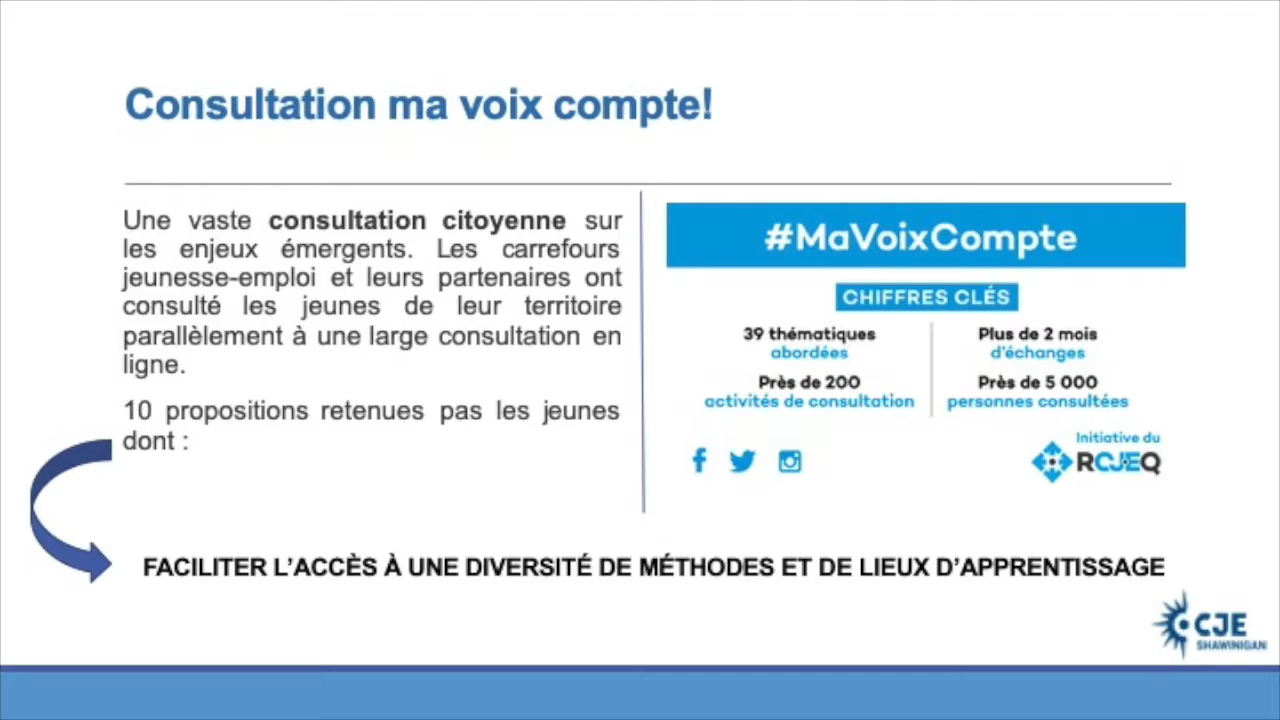 Consultation ma voix compte!
Une vaste consultation citoyenne sur
les enjeux émergents. Les carrefours
jeunesse-emploi et leurs partenaires ont
consulté les jeunes de leur territoire
parallèlement à une large consultation en
ligne.
10 propositions retenues pas les jeunes
dont :
#MaVoixCompte
CHIFFRES CLÉS
39 thématiques
abordées
Plus de 2 mois
d'échanges
Près de 200
activités de consultation
Près de 5 000
personnes consultées
Initiative du
RCJEQ
FACILITER L'ACCÈS À UNE DIVERSITÉ DE MÉTHODES ET DE LIEUX D'APPRENTISSAGE
CJE
SHAWINIGAN